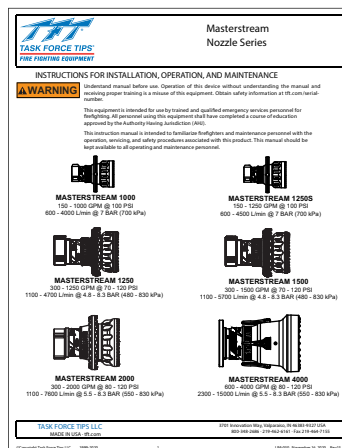 TFT
TASK FORCE TIPS
FIRE FIGHTING EQUIPMENT
Masterstream
Nozzle Series
INSTRUCTIONS FOR INSTALLATION, OPERATION, AND MAINTENANCE
WARNING
Understand manual before use. Operation of this device without understanding the manual and
receiving proper training is a misuse of this equipment. Obtain safety information at tft.com/serial-
number.
This equipment is intended for use by trained and qualified emergency services personnel for
firefighting. All personnel using this equipment shall have completed a course of education
approved by the Authority Having Jurisdiction (AHJ).
This instruction manual is intended to familiarize firefighters and maintenance personnel with the
operation, servicing, and safety procedures associated with this product. This manual should be
kept available to all operating and maintenance personnel.
MASTERSTREAM 1000
150 - 1000 GPM @ 100 PSI
600 - 4000 L/min @ 7 BAR (700 kPa)
MASTERSTREAM 1250S
150 - 1250 GPM @ 100 PSI
600 - 4500 L/min @ 7 BAR (700 kPa)
MASTERSTREAM 1250
300 - 1250 GPM @ 70 - 120 PSI
1100 - 4700 L/min @ 4.8 - 8.3 BAR (480 - 830 kPa)
MASTERSTREAM 1500
300 - 1500 GPM @ 70 - 120 PSI
1100 - 5700 L/min @ 4.8 - 8.3 BAR (480 - 830 kPa)
MASTERSTREAM 2000
300 - 2000 GPM @ 80 - 120 PSI
1100 - 7600 L/min @ 5.5 - 8.3 BAR (550 - 830 kPa)
MASTERSTREAM 4000
600 - 4000 GPM @ 80 - 120 PSI
2300 - 15000 L/min @ 5.5 - 8.3 BAR (550 - 830 kPa)
TASK FORCE TIPS LLC
MADE IN USA • tft.com
3701 Innovation Way, Valparaiso, IN 46383-9327 USA
800-348-2686 • 219-462-6161 • Fax 219-464-7155